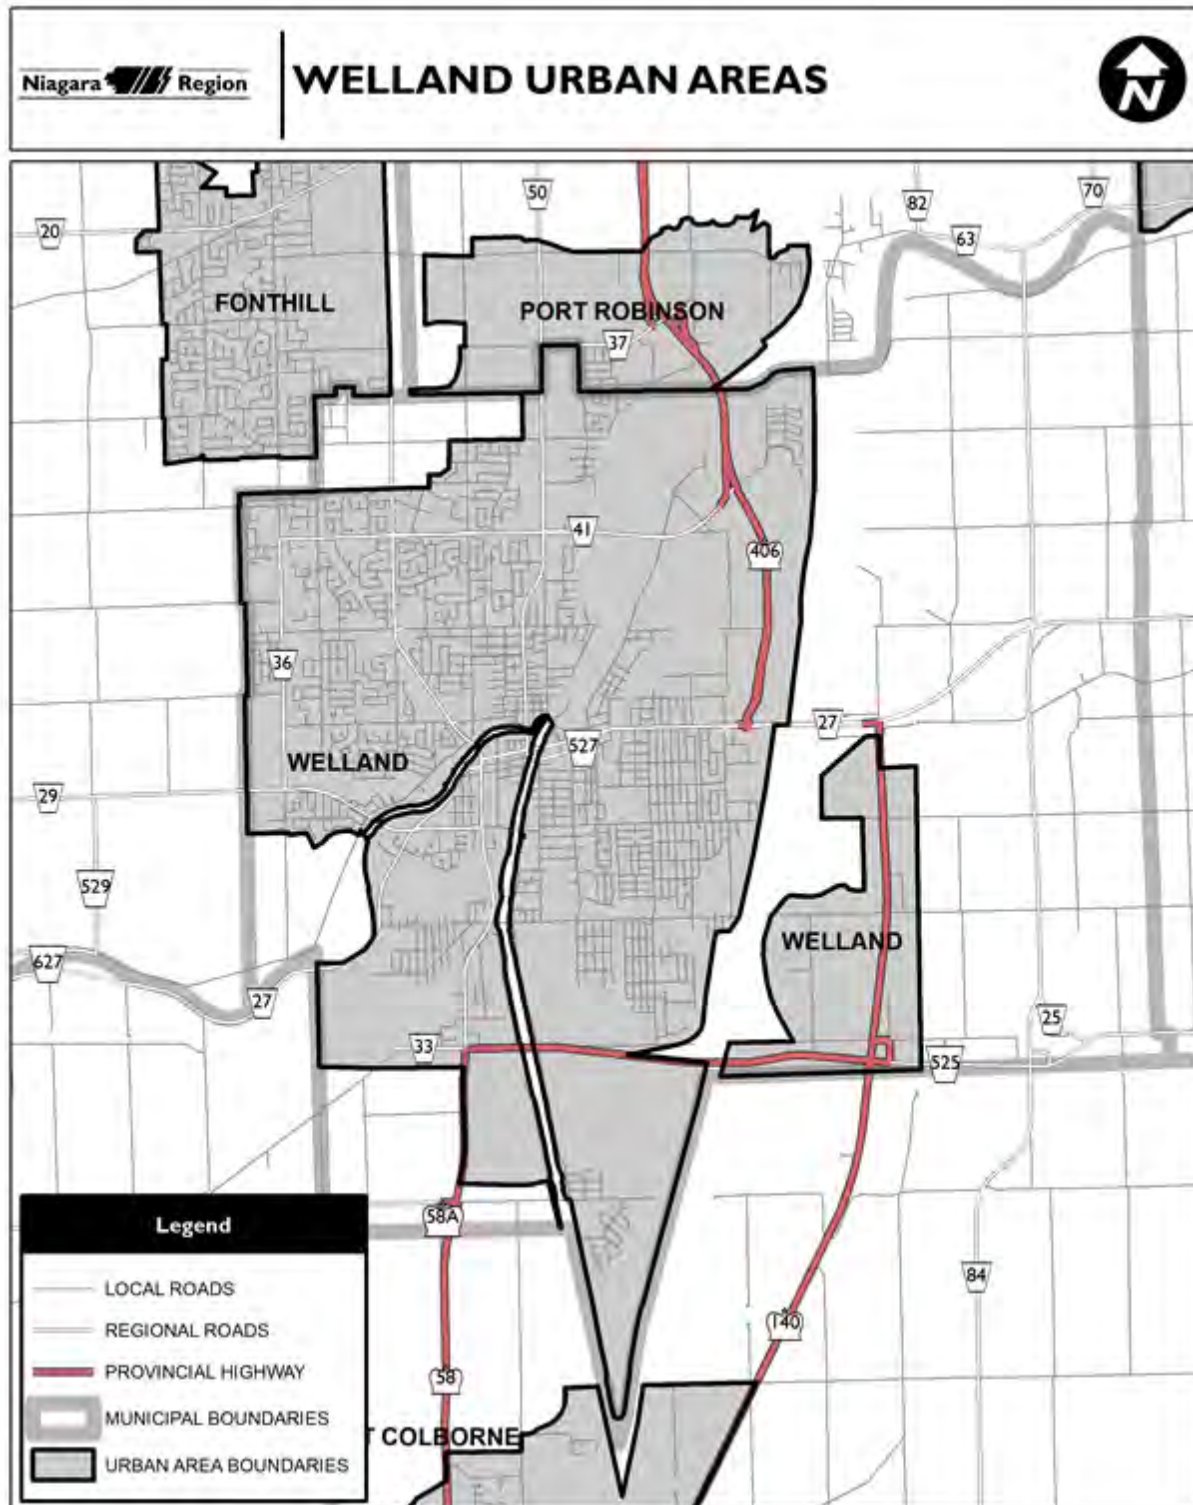 Niagara Region
WELLAND URBAN AREAS
N
50
82
70
20
63
FONTHILL
PORT ROBINSON
37
41
406
36
27
527
WELLAND
29
529
WELLAND
627
27
25
33
525
58A
84
140
58
T COLBORNE
Legend
LOCAL ROADS
REGIONAL ROADS
PROVINCIAL HIGHWAY
MUNICIPAL BOUNDARIES
URBAN AREA BOUNDARIES